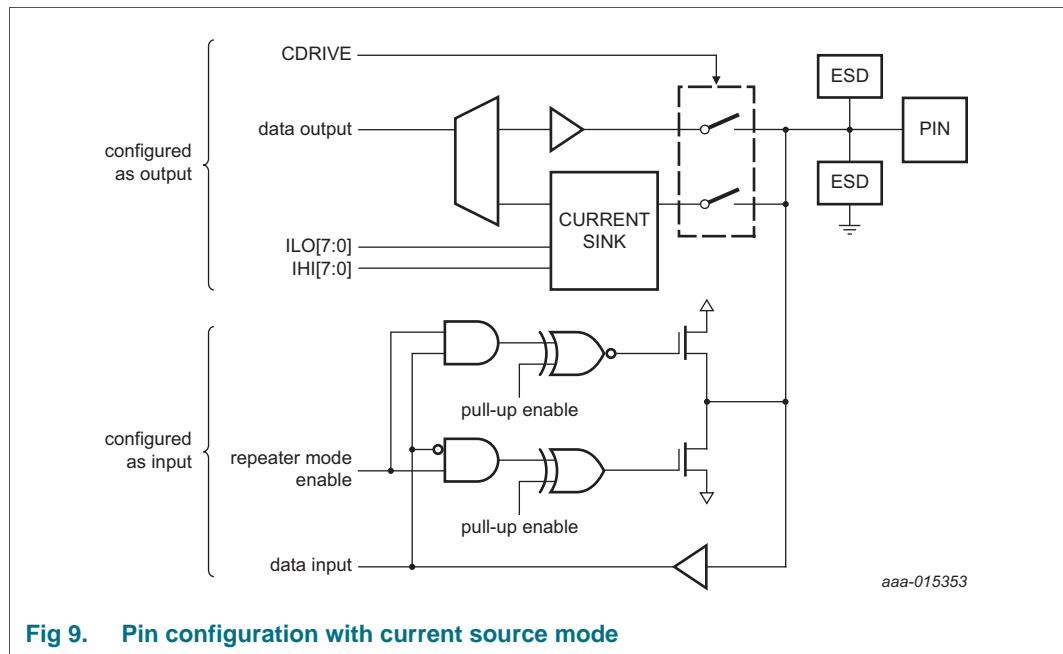 CDRIVE
ESD
data output
PIN
configured
as output
ESD
CURRENT
SINK
ILO[7:0]
IHI[7:0]
pull-up enable
configured
as input
repeater mode
enable
pull-up enable
data input
aaa-015353
Fig 9. Pin configuration with current source mode